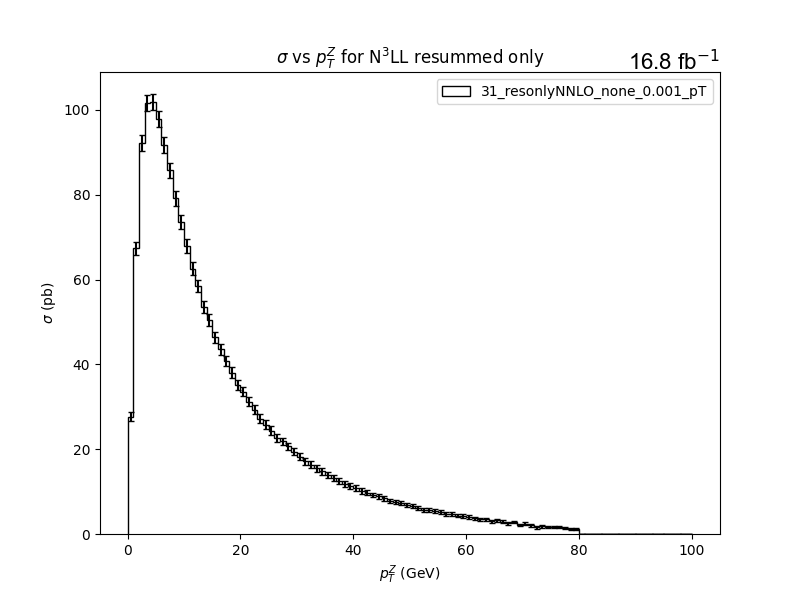 σ vs p_T^Z for N³LL resummed only
16.8 fb⁻¹
31_resonlyNNLO_none_0.001_pT
100
80
60
40
20
0
σ (pb)
0 20 40 60 80 100
p_T^Z (GeV)